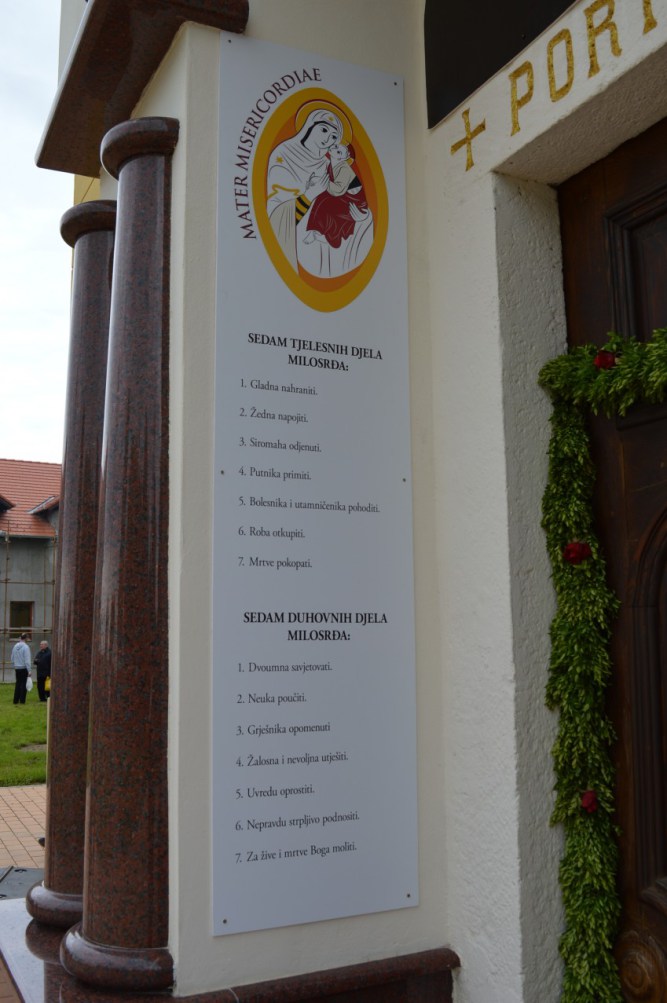 MATER MISERICORDIAE
SEDAM TJELESNIH DJELA
MILOSRĐA:
1. Gladna nahraniti.
2. Žedna napojiti.
3. Siromaha odjenuti.
4. Putnika primiti.
5. Bolesnika i utamničenika pohoditi.
6. Roba otkupiti.
7. Mrtve pokopati.
SEDAM DUHOVNIH DJELA
MILOSRĐA:
1. Dvoumna savjetovati.
2. Neuka poučiti.
3. Grješnika opomenuti
4. Žalosna i nevoljna utješiti.
5. Uvredu oprostiti.
6. Nepravdu strpljivo podnositi.
7. Za žive i mrtve Boga moliti.
+ PORT